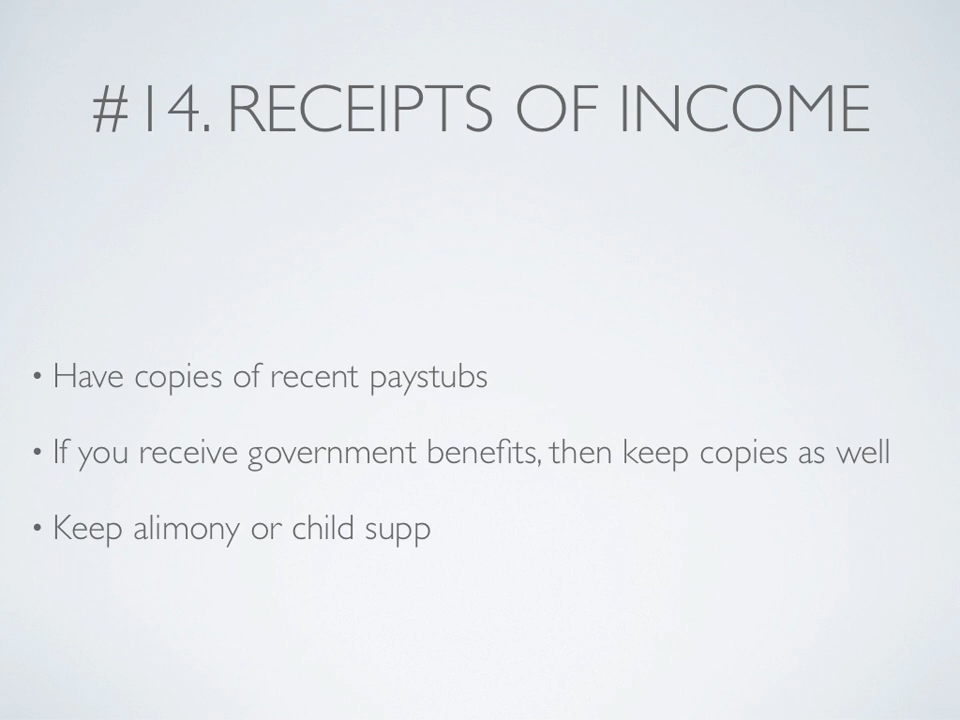 #14. RECEIPTS OF INCOME
• Have copies of recent paystubs
• If you receive government benefits, then keep copies as well
• Keep alimony or child supp